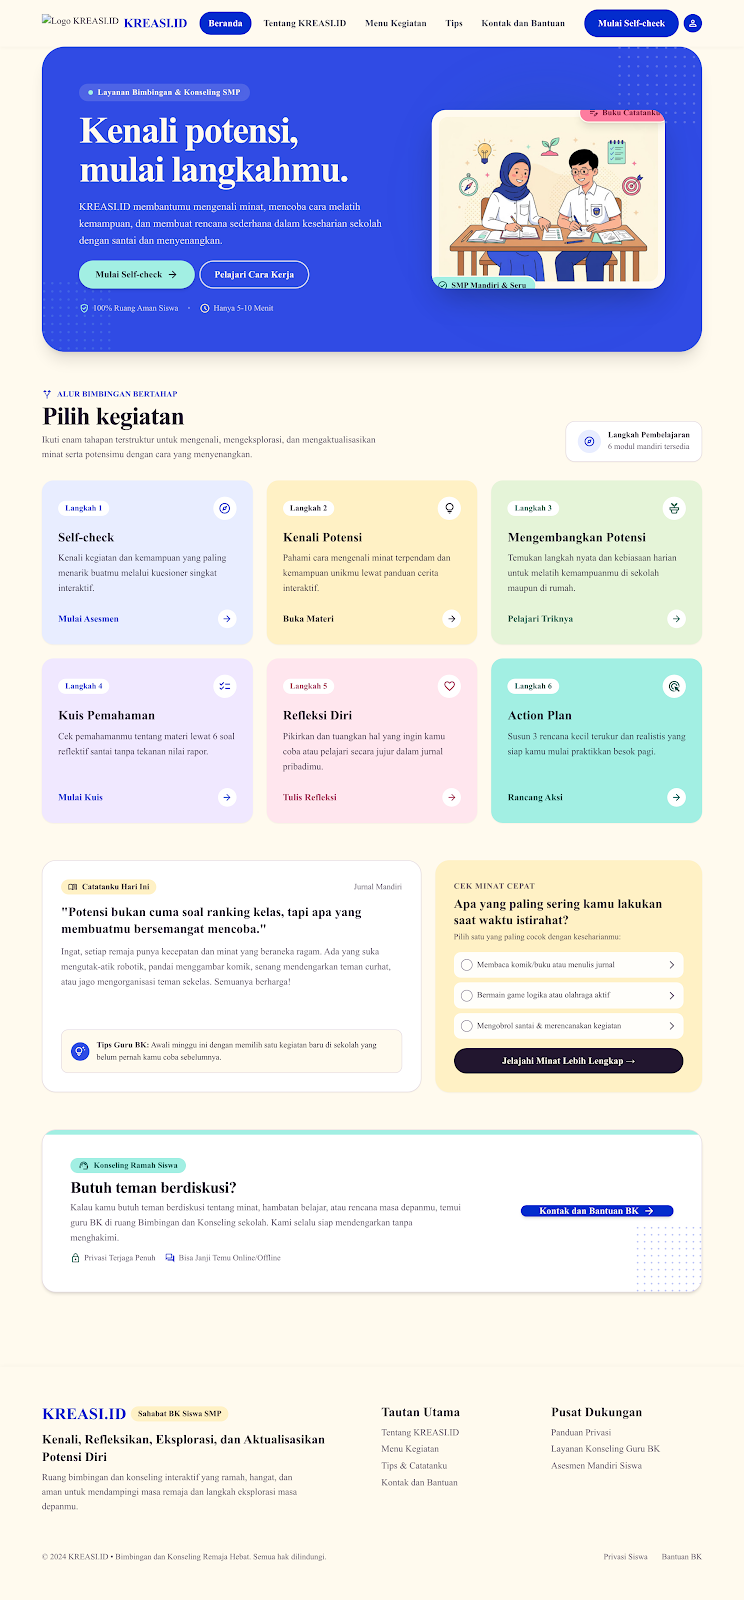 Logo KREASI.ID KREASI.ID Beranda Tentang KREASI.ID Menu Kegiatan Tips Kontak dan Bantuan Mulai Self-check
Layanan Bimbingan & Konseling SMP
Kenali potensi,
mulai langkahmu.
KREASI.ID membantumu mengenali minat, mencoba cara melatih
kemampuan, dan membuat rencana sederhana dalam keseharian sekolah
dengan santai dan menyenangkan.
Mulai Self-check → Pelajari Cara Kerja
100% Ruang Aman Siswa • Hanya 5-10 Menit
Buku Catatanku
SMP Mandiri & Seru
ALUR BIMBINGAN BERTAHAP
Pilih kegiatan
Ikuti enam tahapan terstruktur untuk mengenali, mengeksplorasi, dan mengaktualisasikan
minat serta potensimu dengan cara yang menyenangkan.
Langkah Pembelajaran
6 modul mandiri tersedia
Langkah 1
Self-check
Kenali kegiatan dan kemampuan yang paling
menarik buatmu melalui kuesioner singkat
interaktif.
Mulai Asesmen →
Langkah 2
Kenali Potensi
Pahami cara mengenali minat terpendam dan
kemampuan unikmu lewat panduan cerita
interaktif.
Buka Materi →
Langkah 3
Mengembangkan Potensi
Temukan langkah nyata dan kebiasaan harian
untuk melatih kemampuanmu di sekolah
maupun di rumah.
Pelajari Triknya →
Langkah 4
Kuis Pemahaman
Cek pemahamanmu tentang materi lewat 6 soal
reflektif santai tanpa tekanan nilai rapor.
Mulai Kuis →
Langkah 5
Refleksi Diri
Pikirkan dan tuangkan hal yang ingin kamu
coba atau pelajari secara jujur dalam jurnal
pribadimu.
Tulis Refleksi →
Langkah 6
Action Plan
Susun 3 rencana kecil terukur dan realistis yang
siap kamu mulai praktikkan besok pagi.
Rancang Aksi →
Catatanku Hari Ini Jurnal Mandiri
"Potensi bukan cuma soal ranking kelas, tapi apa yang
membuatmu bersemangat mencoba."
Ingat, setiap remaja punya kecepatan dan minat yang beraneka ragam. Ada yang suka
mengutak-atik robotik, pandai menggambar komik, senang mendengarkan teman curhat,
atau jago mengorganisasi teman sekelas. Semuanya berharga!
Tips Guru BK: Awali minggu ini dengan memilih satu kegiatan baru di sekolah yang
belum pernah kamu coba sebelumnya.
CEK MINAT CEPAT
Apa yang paling sering kamu lakukan
saat waktu istirahat?
Pilih satu yang paling cocok dengan keseharianmu:
Membaca komik/buku atau menulis jurnal
Bermain game logika atau olahraga aktif
Mengobrol santai & merencanakan kegiatan
Jelajahi Minat Lebih Lengkap →
Konseling Ramah Siswa
Butuh teman berdiskusi?
Kalau kamu butuh teman berdiskusi tentang minat, hambatan belajar, atau rencana masa depanmu, temui
guru BK di ruang Bimbingan dan Konseling sekolah. Kami selalu siap mendengarkan tanpa
menghakimi.
Privasi Terjaga Penuh Bisa Janji Temu Online/Offline
Kontak dan Bantuan BK →
KREASI.ID Sahabat BK Siswa SMP
Kenali, Refleksikan, Eksplorasi, dan Aktualisasikan
Potensi Diri
Ruang bimbingan dan konseling interaktif yang ramah, hangat, dan
aman untuk mendampingi masa remaja dan langkah eksplorasi masa
depanmu.
Tautan Utama
Tentang KREASI.ID
Menu Kegiatan
Tips & Catatanku
Kontak dan Bantuan
Pusat Dukungan
Panduan Privasi
Layanan Konseling Guru BK
Asesmen Mandiri Siswa
© 2024 KREASI.ID • Bimbingan dan Konseling Remaja Hebat. Semua hak dilindungi.
Privasi Siswa Bantuan BK